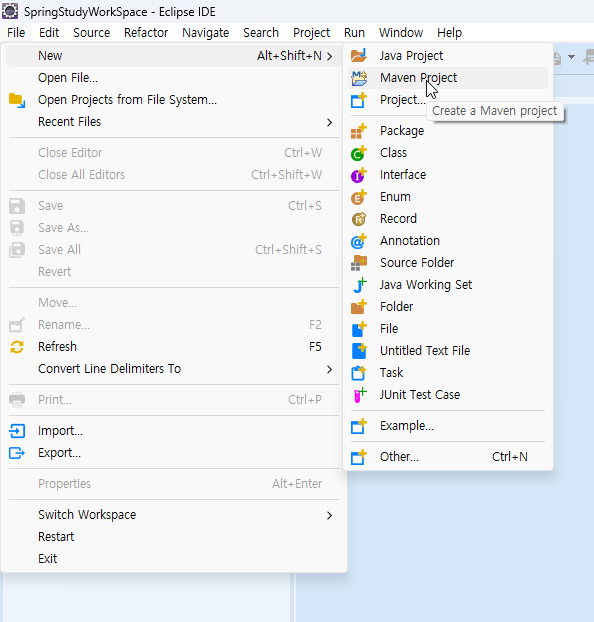 SpringStudyWorkSpace - Eclipse IDE
File Edit Source Refactor Navigate Search Project Run Window Help
New Alt+Shift+N
Open File...
Open Projects from File System...
Recent Files
Close Editor Ctrl+W
Close All Editors Ctrl+Shift+W
Save Ctrl+S
Save As...
Save All Ctrl+Shift+S
Revert
Move...
Rename... F2
Refresh F5
Convert Line Delimiters To
Print... Ctrl+P
Import...
Export...
Properties Alt+Enter
Switch Workspace
Restart
Exit
Java Project
Maven Project
Project...
Create a Maven project
Package
Class
Interface
Enum
Record
Annotation
Source Folder
Java Working Set
Folder
File
Untitled Text File
Task
JUnit Test Case
Example...
Other... Ctrl+N